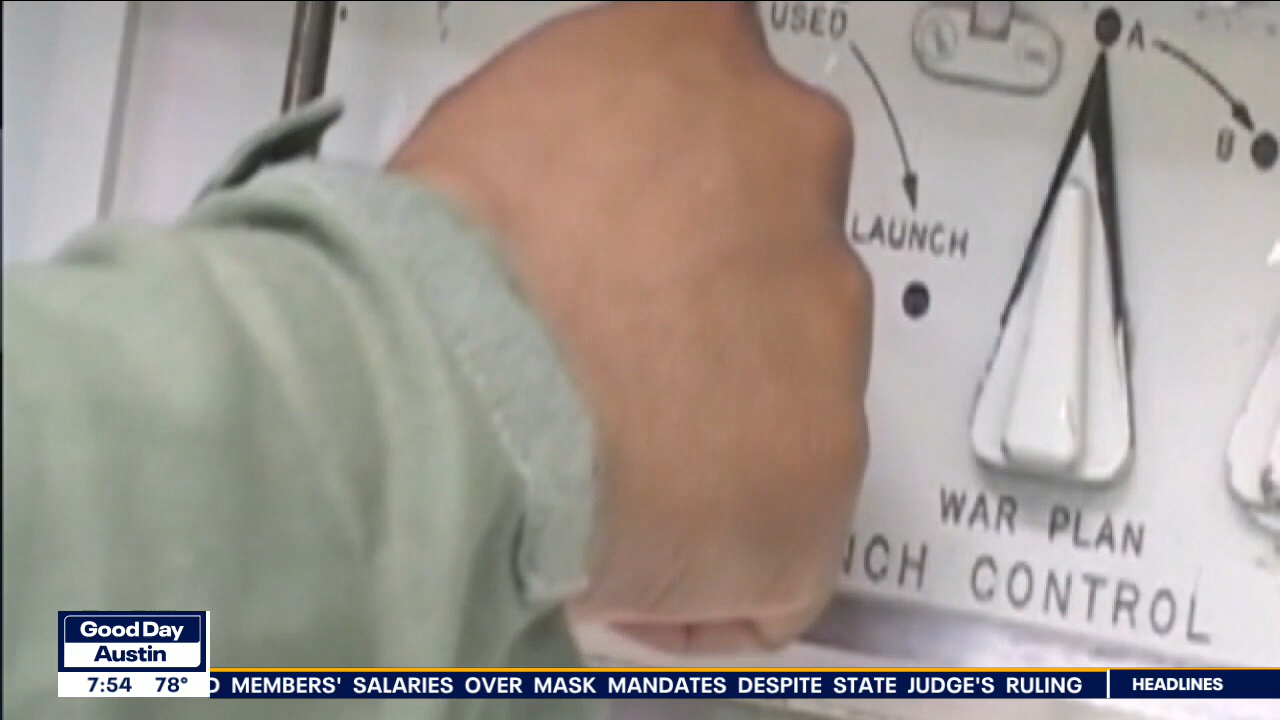 USED
A
B
LAUNCH
WAR PLAN
NCH CONTROL
Good Day
Austin
7:54 78°
D MEMBERS' SALARIES OVER MASK MANDATES DESPITE STATE JUDGE'S RULING
HEADLINES